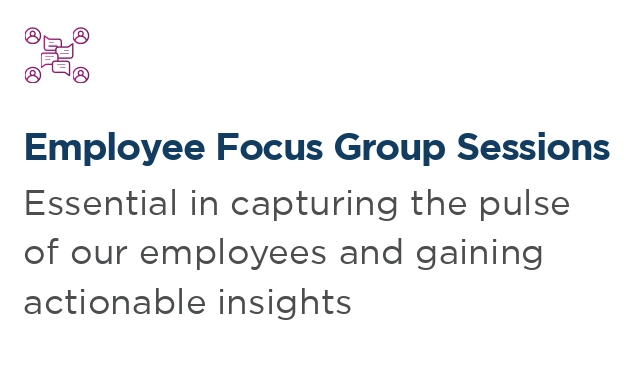 Employee Focus Group Sessions
Essential in capturing the pulse
of our employees and gaining
actionable insights